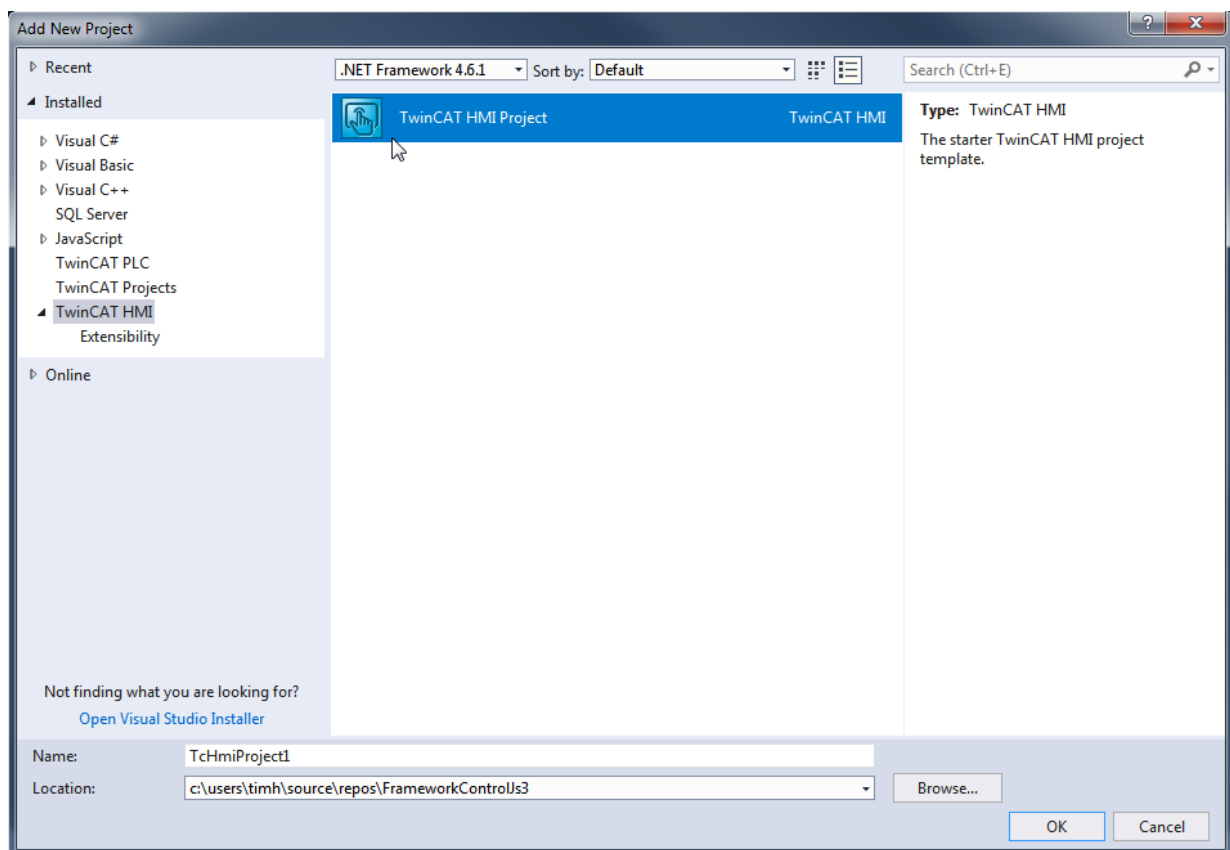 Add New Project
Recent
.NET Framework 4.6.1
Sort by: Default
Search (Ctrl+E)
Installed
Visual C#
Visual Basic
Visual C++
SQL Server
JavaScript
TwinCAT PLC
TwinCAT Projects
TwinCAT HMI
Extensibility
Online
TwinCAT HMI Project
TwinCAT HMI
Type: TwinCAT HMI
The starter TwinCAT HMI project
template.
Not finding what you are looking for?
Open Visual Studio Installer
Name: TcHmiProject1
Location: c:\users\timh\source\repos\FrameworkControlJs3
Browse...
OK
Cancel